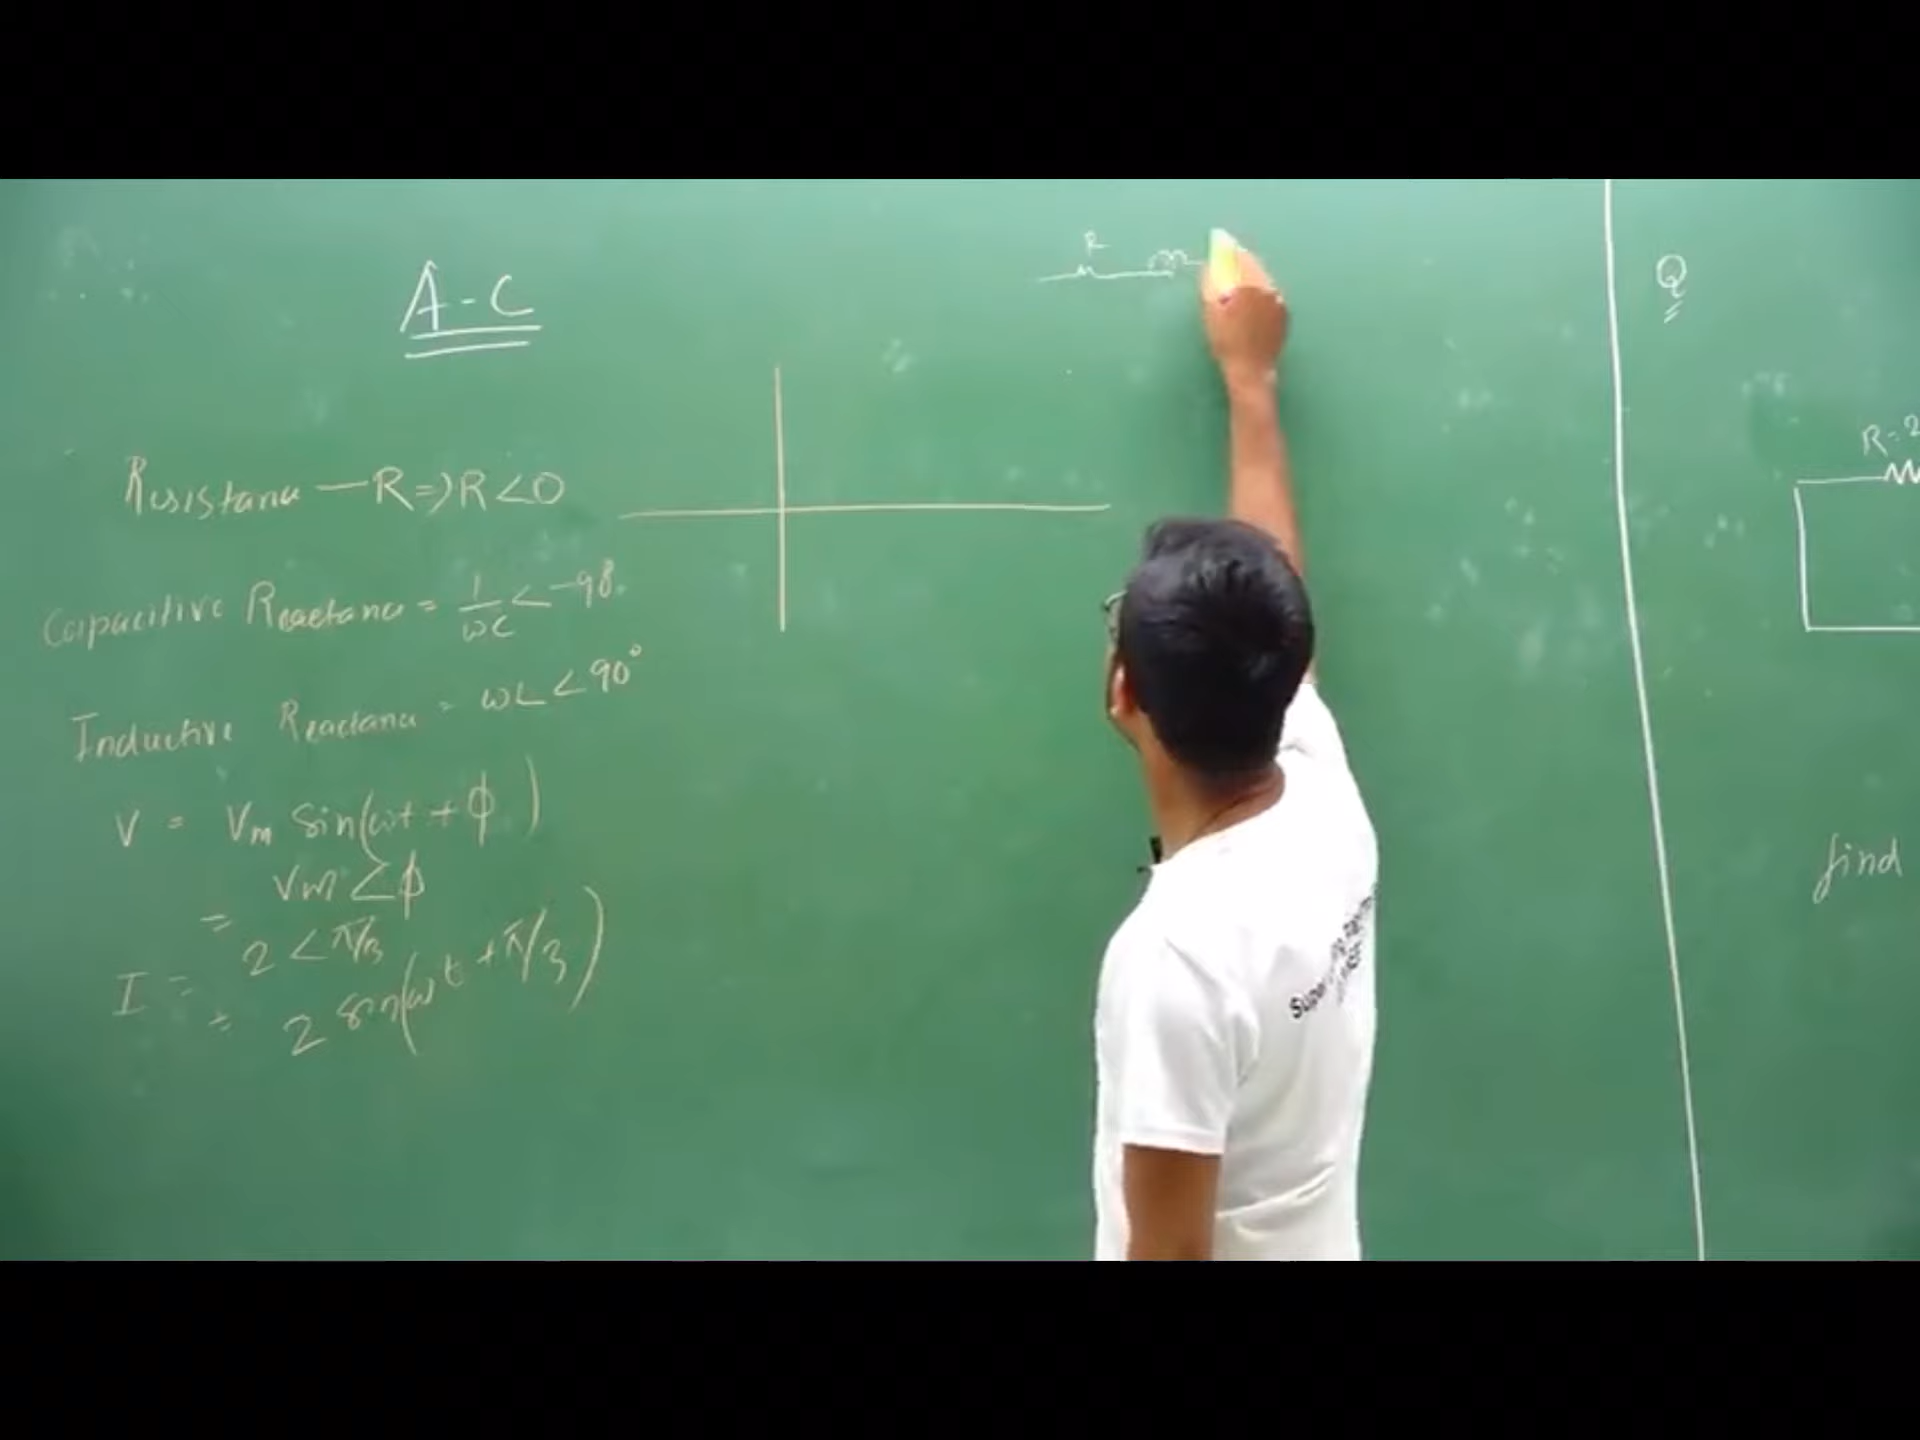 A-C
R
Q
R=2
Resistance — R ⇒ R∠0
Capacitive Reactance = 1/ωC ∠-90°
Inductive Reactance = ωL ∠90°
V = Vm Sin(ωt + φ)
= Vm ∠φ
I = 2 ∠π/3
= 2 sin(ωt + π/3)
find
Super